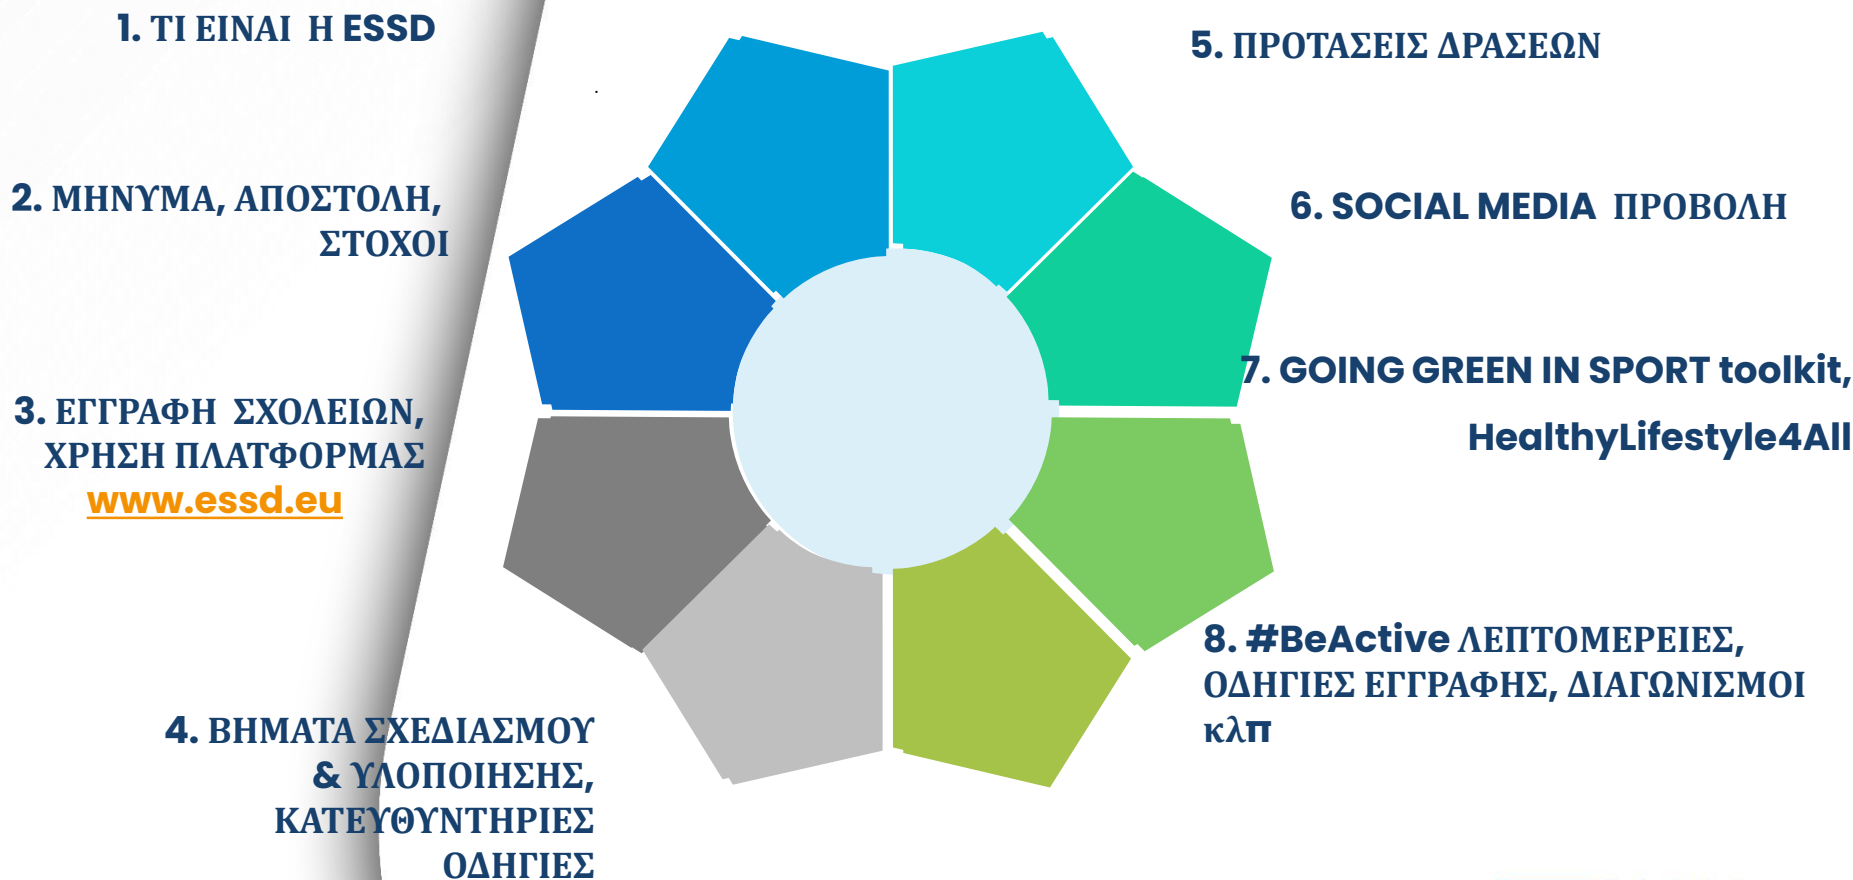 1. ΤΙ ΕΙΝΑΙ Η ESSD
2. ΜΗΝΥΜΑ, ΑΠΟΣΤΟΛΗ,
ΣΤΟΧΟΙ
3. ΕΓΓΡΑΦΗ ΣΧΟΛΕΙΩΝ,
ΧΡΗΣΗ ΠΛΑΤΦΟΡΜΑΣ
www.essd.eu
4. ΒΗΜΑΤΑ ΣΧΕΔΙΑΣΜΟΥ
& ΥΛΟΠΟΙΗΣΗΣ,
ΚΑΤΕΥΘΥΝΤΗΡΙΕΣ
ΟΔΗΓΙΕΣ
5. ΠΡΟΤΑΣΕΙΣ ΔΡΑΣΕΩΝ
6. SOCIAL MEDIA ΠΡΟΒΟΛΗ
7. GOING GREEN IN SPORT toolkit,
HealthyLifestyle4All
8. #BeActive ΛΕΠΤΟΜΕΡΕΙΕΣ,
ΟΔΗΓΙΕΣ ΕΓΓΡΑΦΗΣ, ΔΙΑΓΩΝΙΣΜΟΙ
κλπ